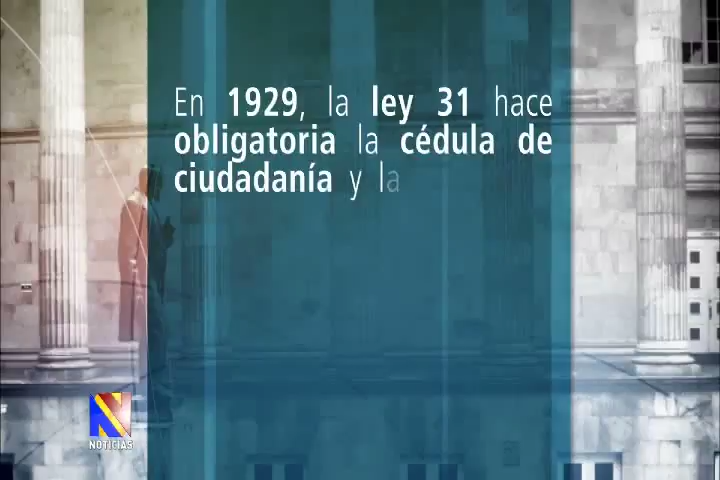 En 1929, la ley 31 hace
obligatoria la cédula de
ciudadanía y la
N
NOTICIAS